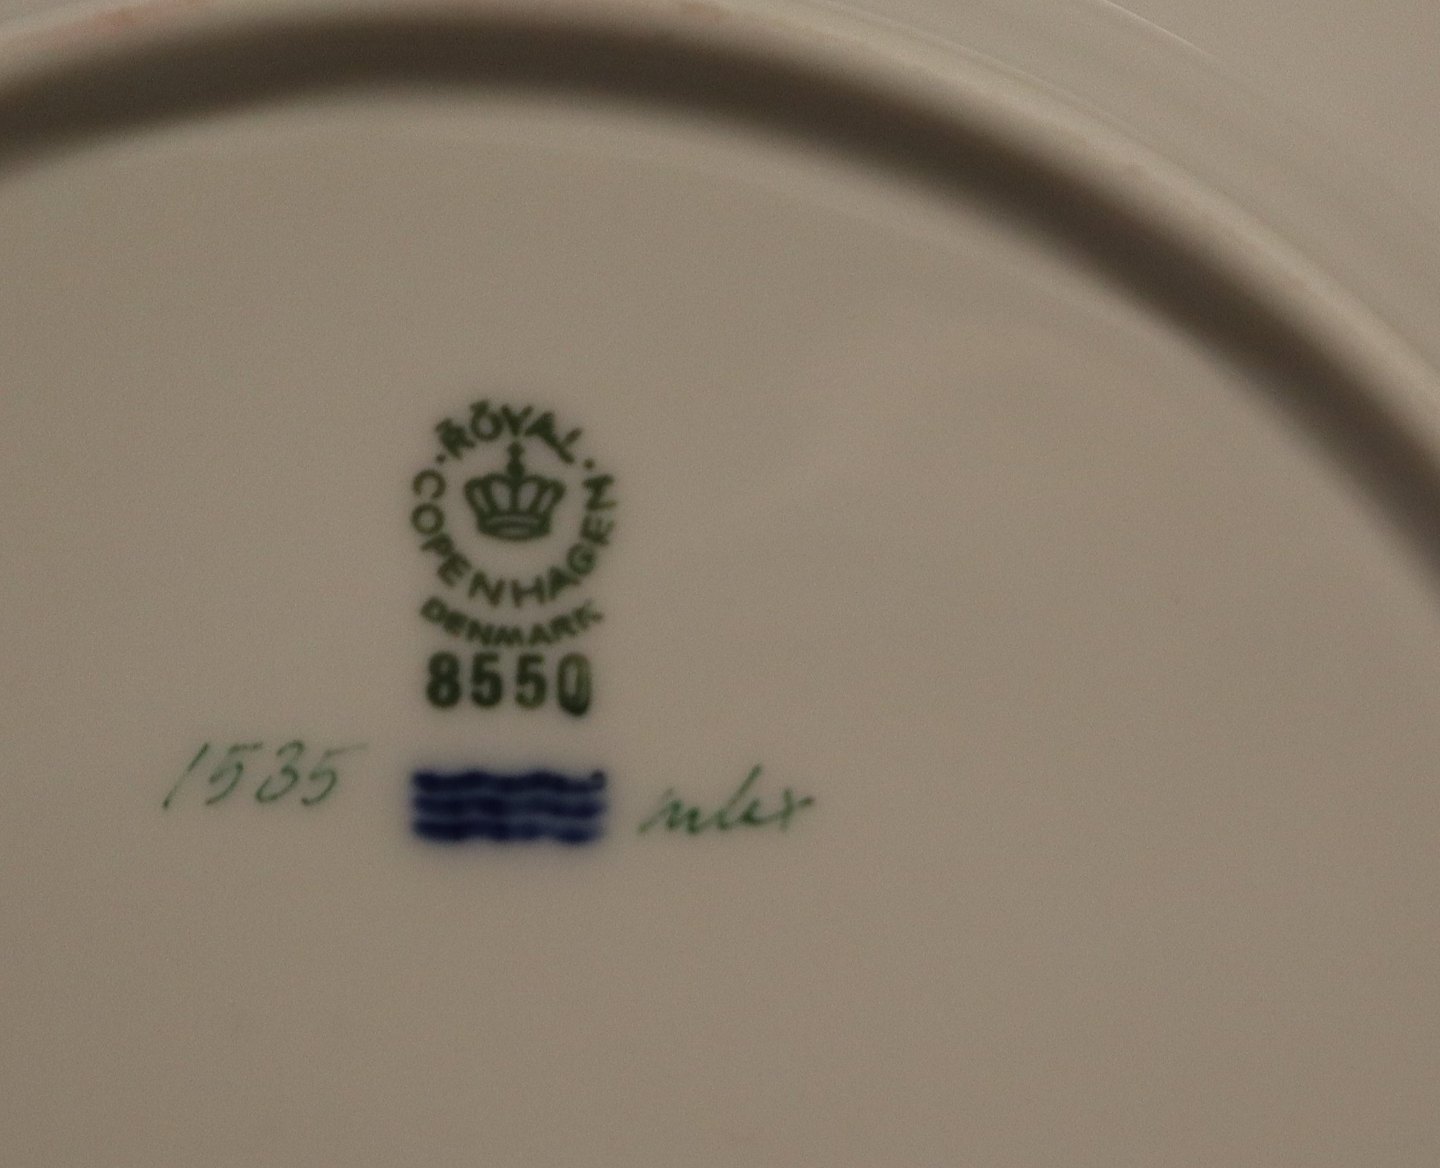 ROYAL
COPENHAGEN
DENMARK
8550
1535